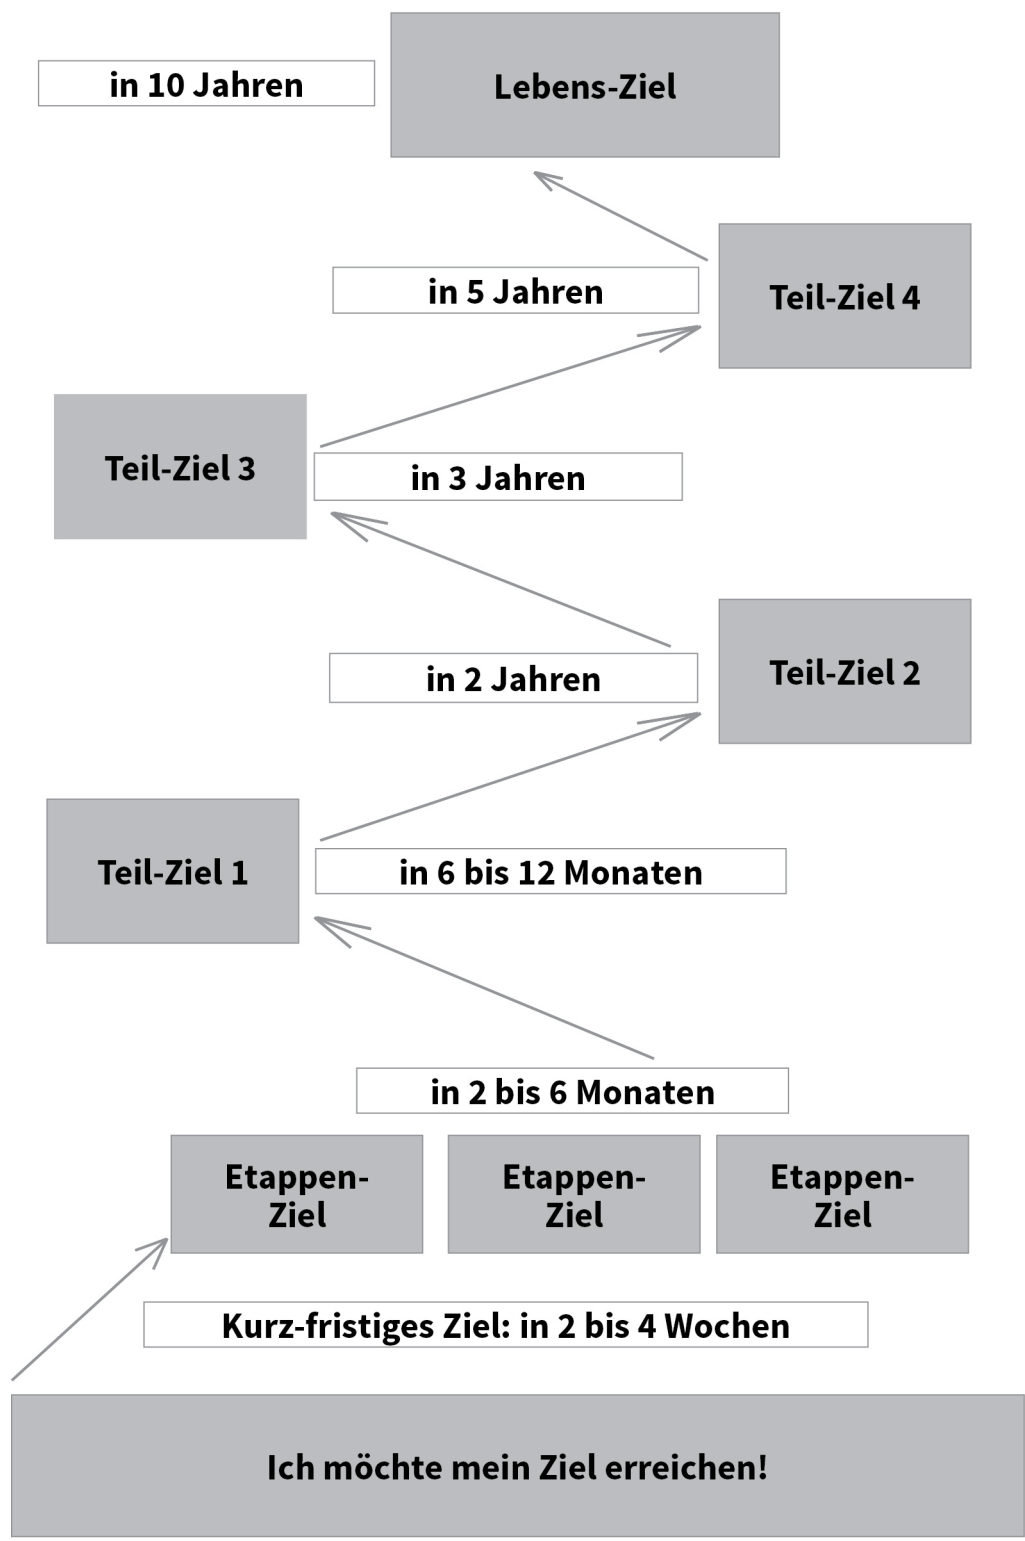 in 10 Jahren
Lebens-Ziel
in 5 Jahren
Teil-Ziel 4
Teil-Ziel 3
in 3 Jahren
in 2 Jahren
Teil-Ziel 2
Teil-Ziel 1
in 6 bis 12 Monaten
in 2 bis 6 Monaten
Etappen-
Ziel
Etappen-
Ziel
Etappen-
Ziel
Kurz-fristiges Ziel: in 2 bis 4 Wochen
Ich möchte mein Ziel erreichen!